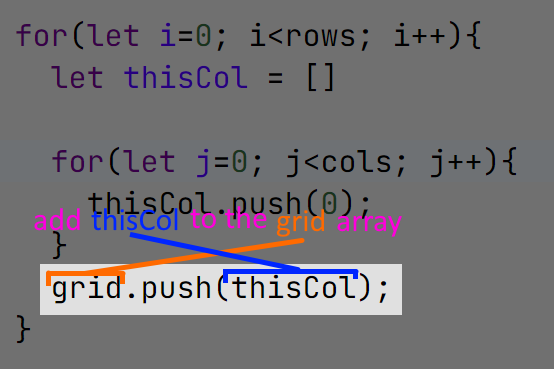 for(let i=0; i<rows; i++){
let thisCol = []
for(let j=0; j<cols; j++){
thisCol.push(0);
add thisCol to the grid array
}
grid.push(thisCol);
}